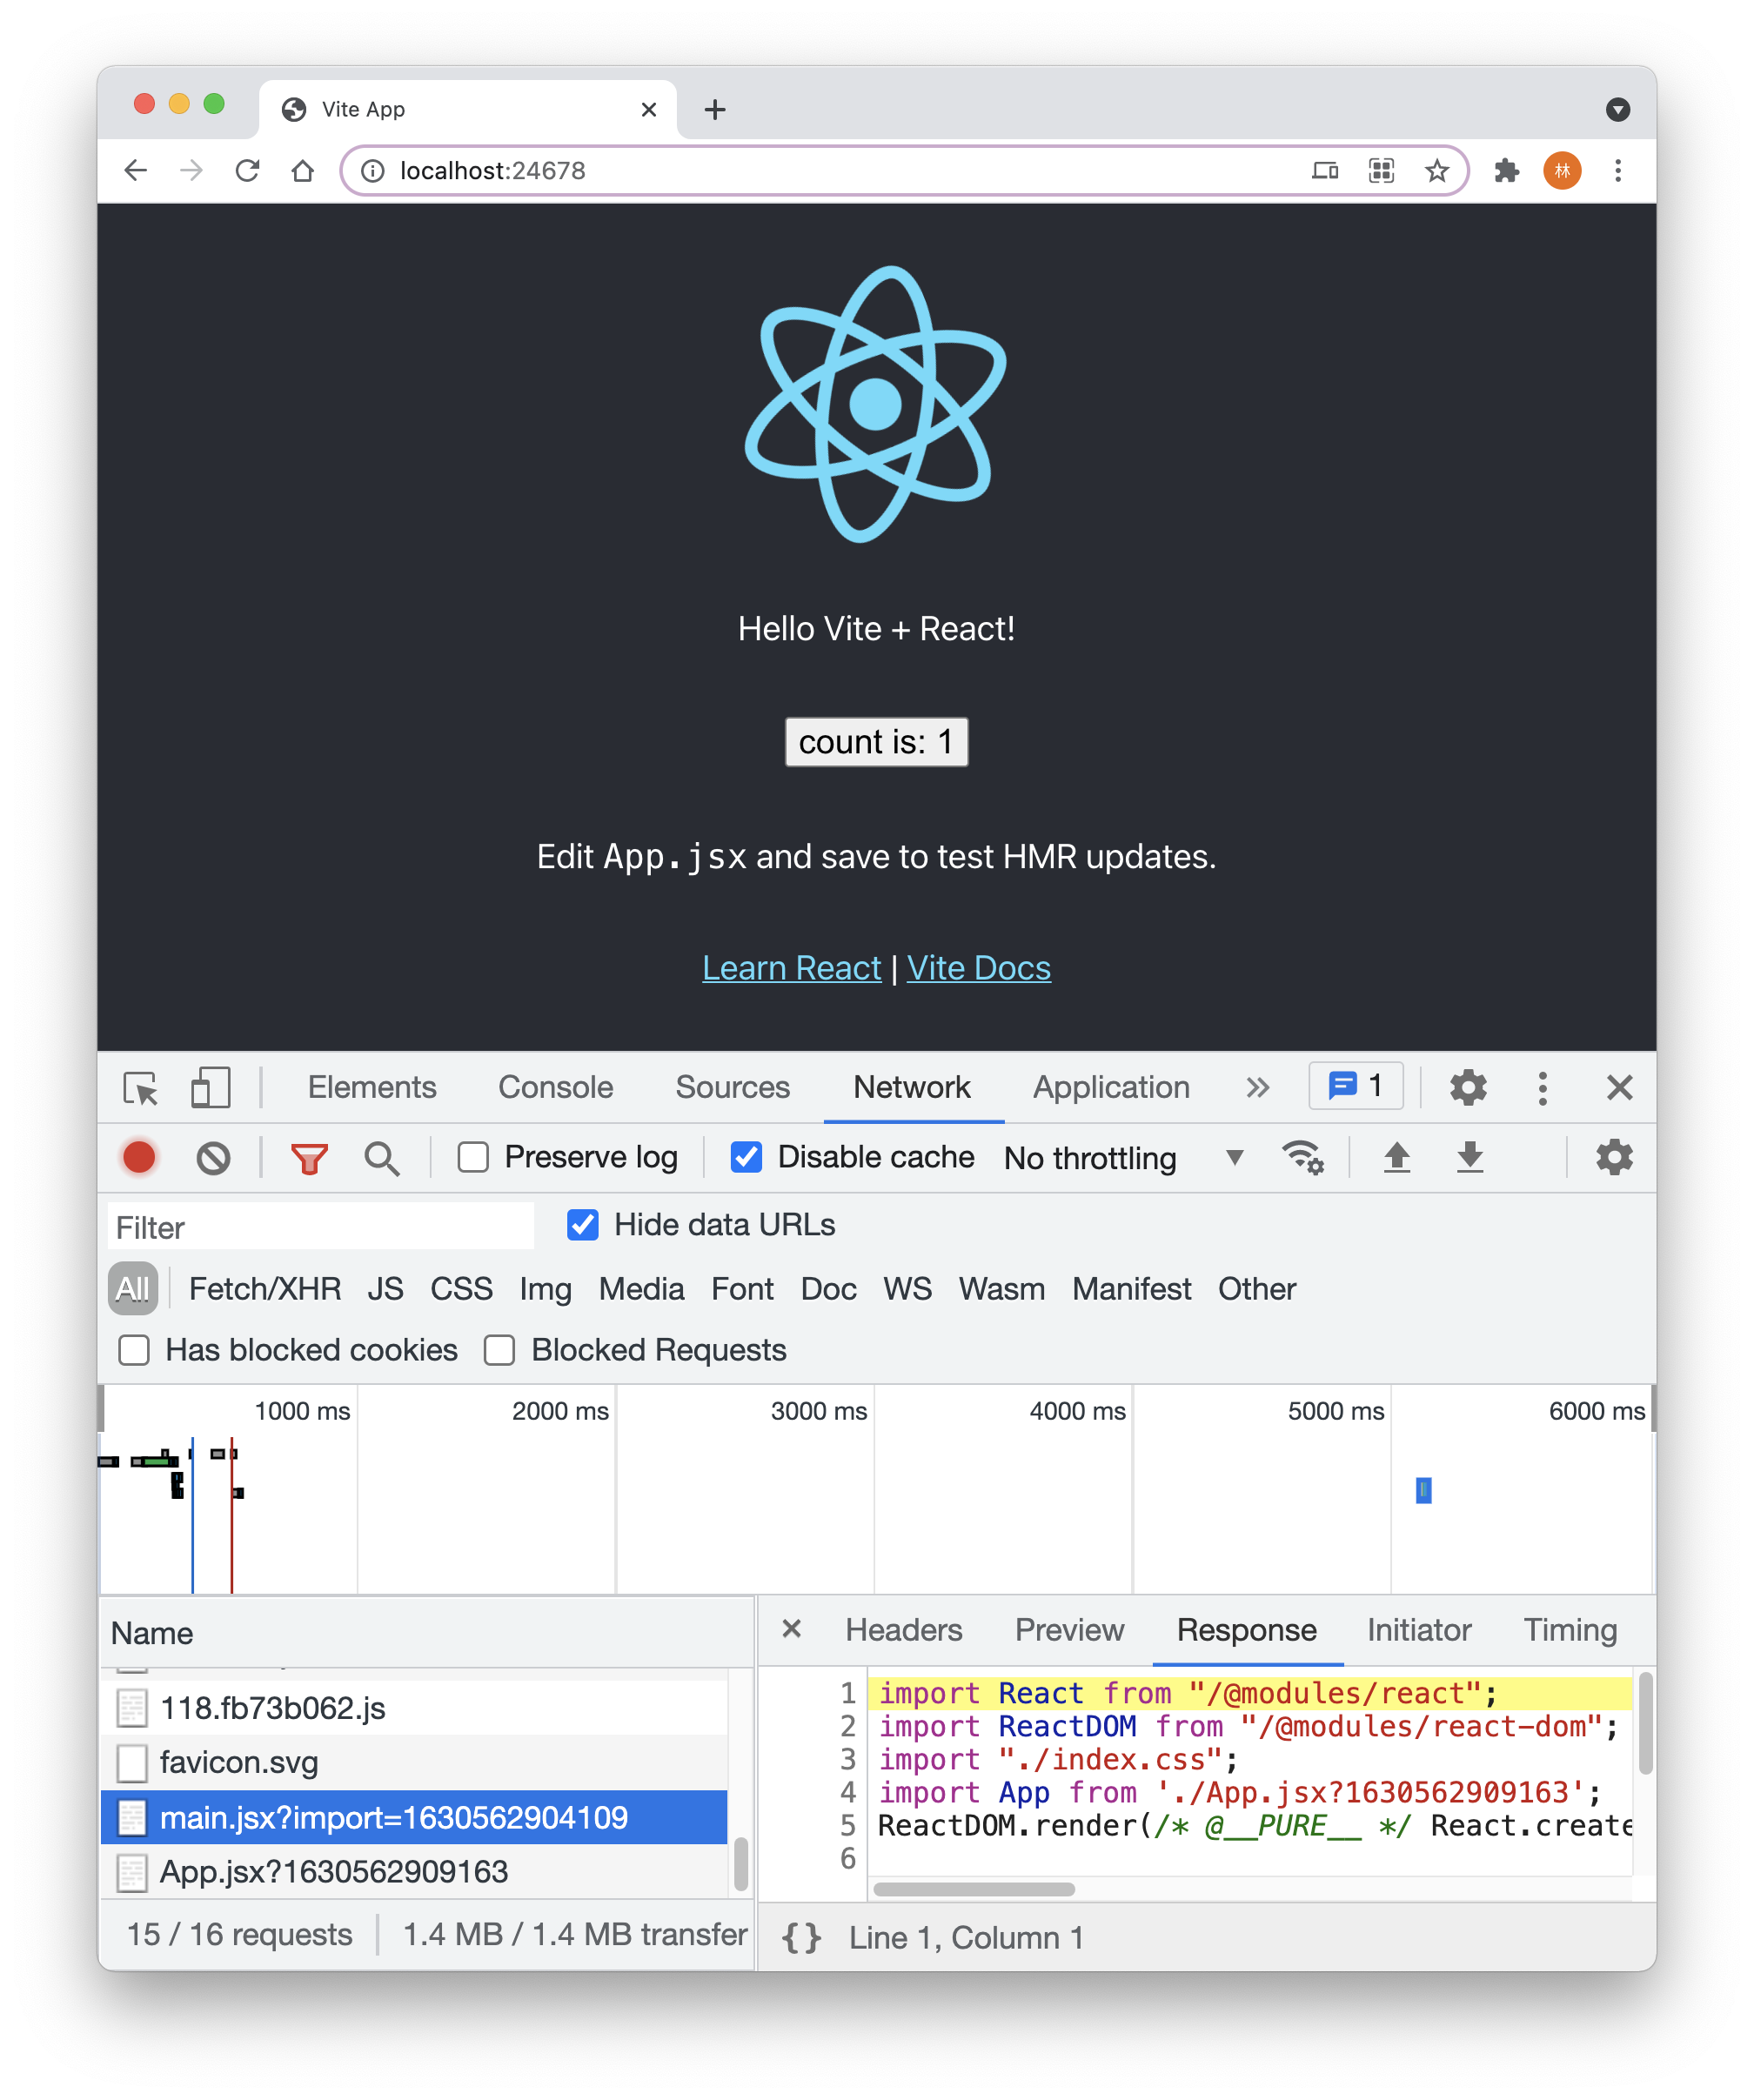 Vite App
localhost:24678
林
Hello Vite + React!
count is: 1
Edit App.jsx and save to test HMR updates.
Learn React | Vite Docs
Elements Console Sources Network Application » 1
Preserve log Disable cache No throttling
Filter Hide data URLs
All Fetch/XHR JS CSS Img Media Font Doc WS Wasm Manifest Other
Has blocked cookies Blocked Requests
1000 ms 2000 ms 3000 ms 4000 ms 5000 ms 6000 ms
Name
118.fb73b062.js
favicon.svg
main.jsx?import=1630562904109
App.jsx?1630562909163
15 / 16 requests 1.4 MB / 1.4 MB transfer
Headers Preview Response Initiator Timing
1 import React from "/@modules/react";
2 import ReactDOM from "/@modules/react-dom";
3 import "./index.css";
4 import App from './App.jsx?1630562909163';
5 ReactDOM.render(/* @__PURE__ */ React.create
6
{} Line 1, Column 1